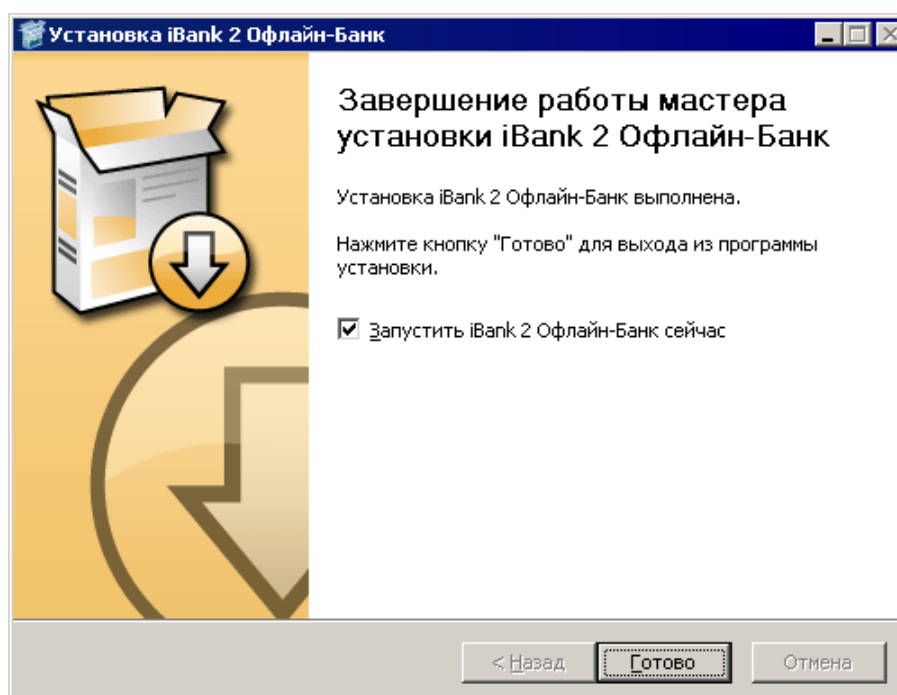 Установка iBank 2 Офлайн-Банк
Завершение работы мастера
установки iBank 2 Офлайн-Банк
Установка iBank 2 Офлайн-Банк выполнена.
Нажмите кнопку "Готово" для выхода из программы
установки.
Запустить iBank 2 Офлайн-Банк сейчас
< Назад
Готово
Отмена